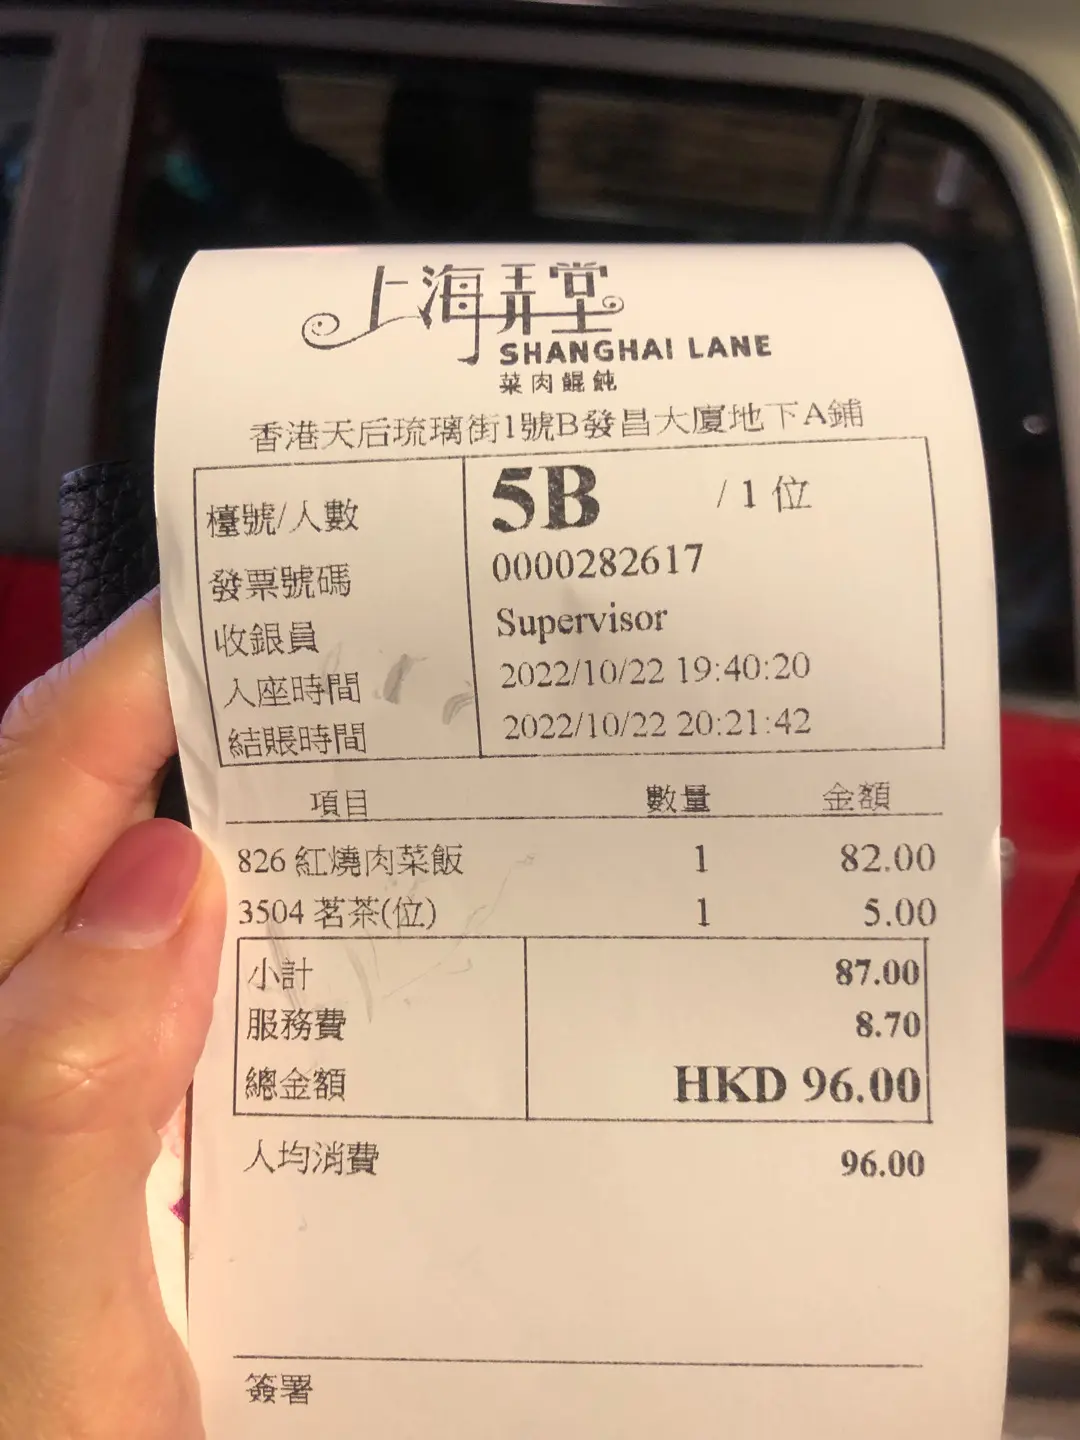 上海弄堂
SHANGHAI LANE
菜肉餛飩
香港天后琉璃街1號B發昌大廈地下A鋪
檯號/人數 5B / 1 位
發票號碼 0000282617
收銀員 Supervisor
入座時間 2022/10/22 19:40:20
結賬時間 2022/10/22 20:21:42
項目 數量 金額
826 紅燒肉菜飯 1 82.00
3504 茗茶(位) 1 5.00
小計 87.00
服務費 8.70
總金額 HKD 96.00
人均消費 96.00
簽署